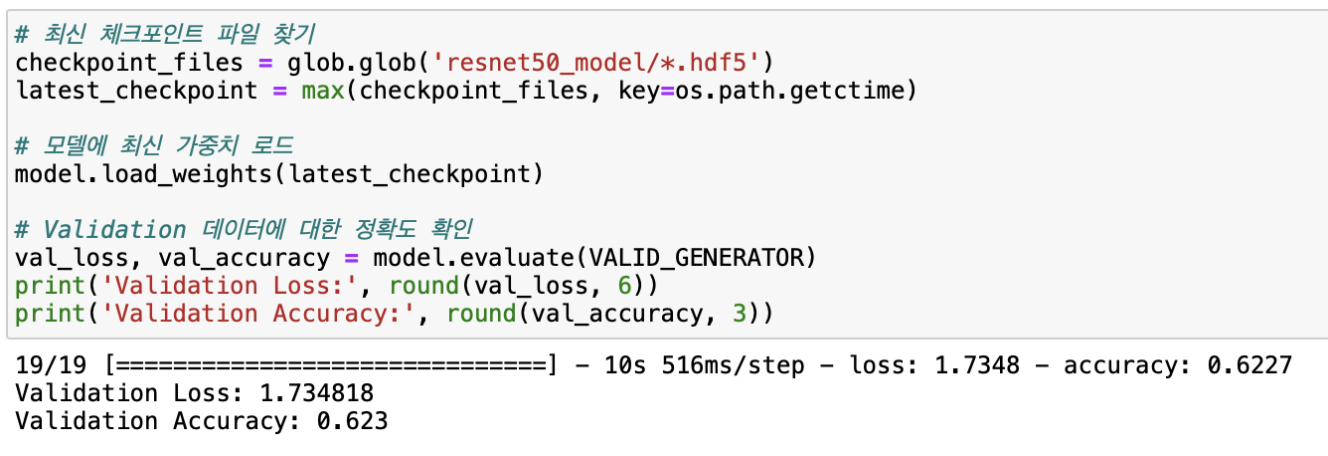 # 최신 체크포인트 파일 찾기
checkpoint_files = glob.glob('resnet50_model/*.hdf5')
latest_checkpoint = max(checkpoint_files, key=os.path.getctime)
# 모델에 최신 가중치 로드
model.load_weights(latest_checkpoint)
# Validation 데이터에 대한 정확도 확인
val_loss, val_accuracy = model.evaluate(VALID_GENERATOR)
print('Validation Loss:', round(val_loss, 6))
print('Validation Accuracy:', round(val_accuracy, 3))
19/19 [==============================] - 10s 516ms/step - loss: 1.7348 - accuracy: 0.6227
Validation Loss: 1.734818
Validation Accuracy: 0.623